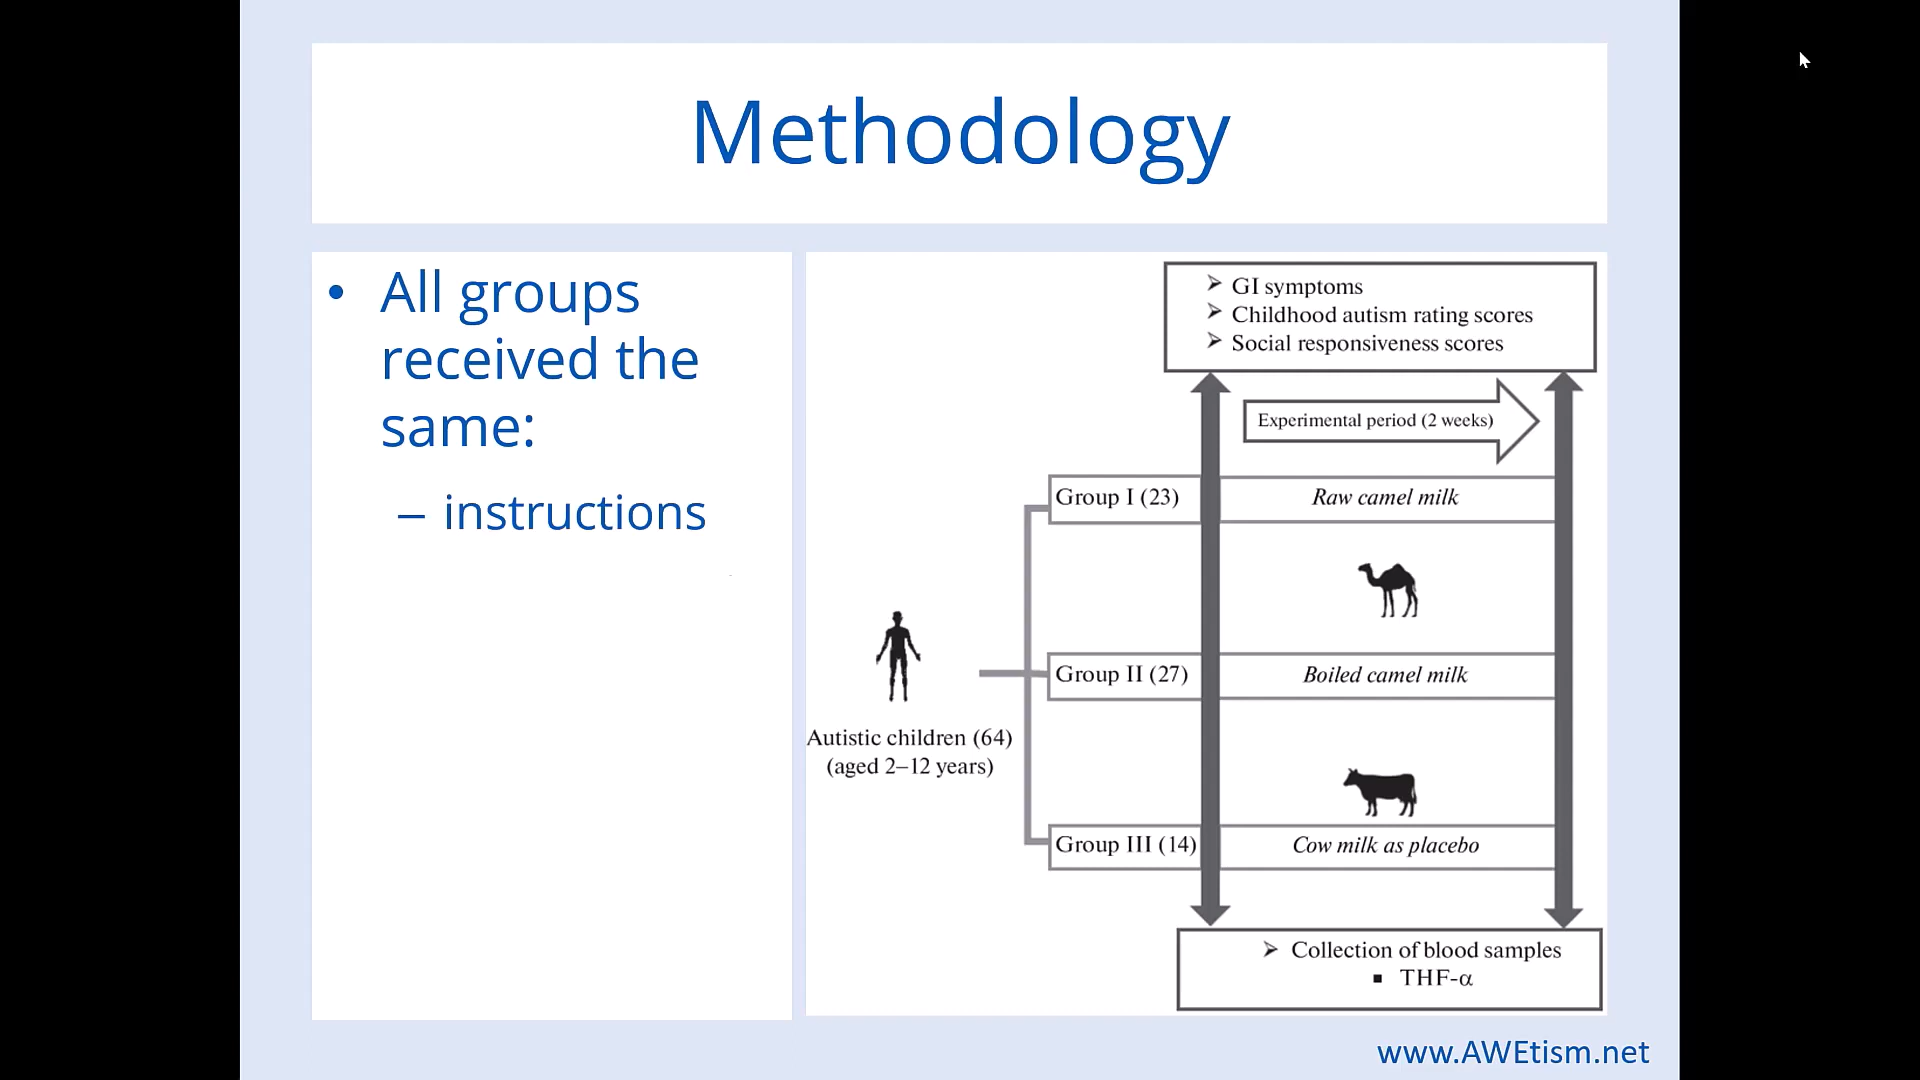 Methodology
• All groups
received the
same:
– instructions
➢ GI symptoms
➢ Childhood autism rating scores
➢ Social responsiveness scores
Experimental period (2 weeks)
Group I (23)
Raw camel milk
Group II (27)
Boiled camel milk
Autistic children (64)
(aged 2–12 years)
Group III (14)
Cow milk as placebo
➢ Collection of blood samples
▪ THF-α
www.AWEtism.net